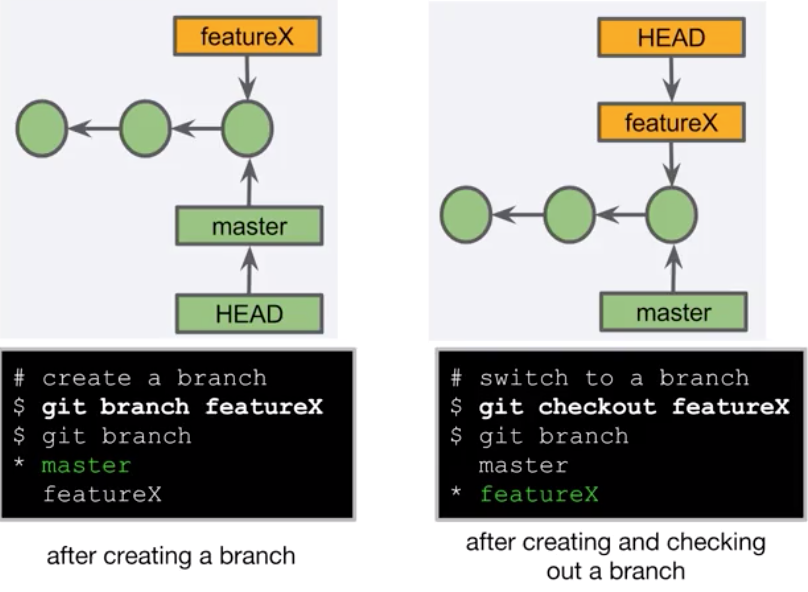 featureX
master
HEAD
# create a branch
$ git branch featureX
$ git branch
* master
featureX
after creating a branch
HEAD
featureX
master
# switch to a branch
$ git checkout featureX
$ git branch
master
* featureX
after creating and checking
out a branch